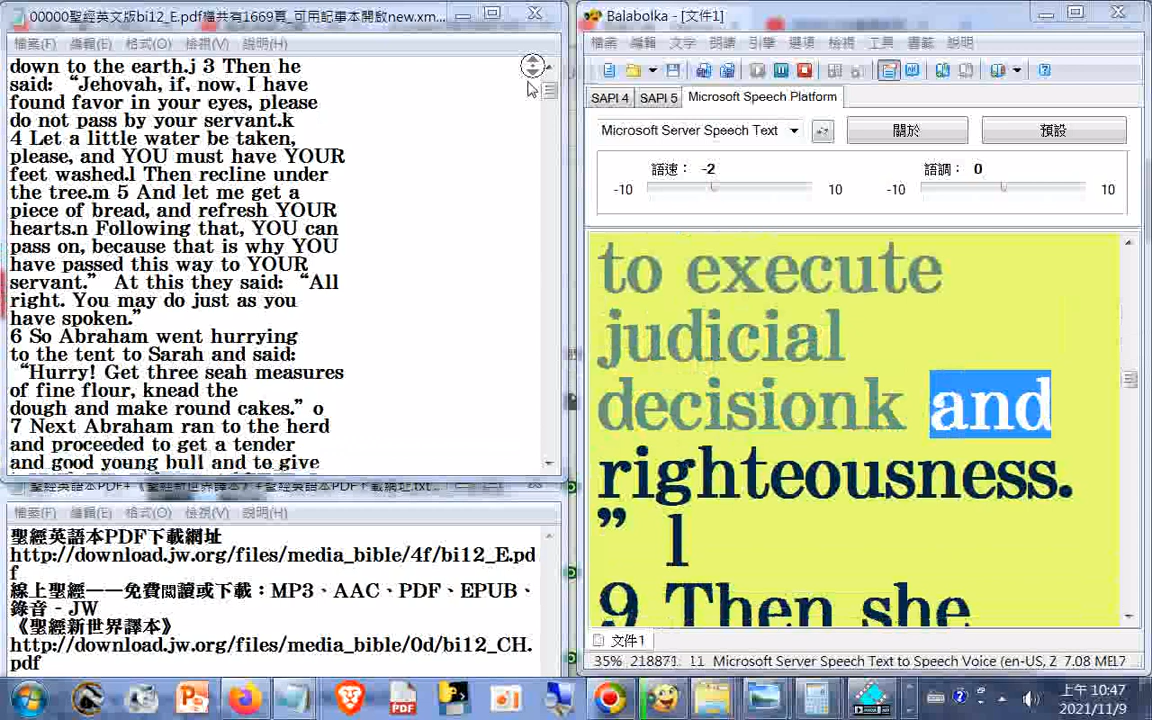 00000聖經英文版bi12_E.pdf檔共有1669頁_可用記事本開啟new.xm...
檔案(F) 編輯(E) 格式(O) 檢視(V) 說明(H)
down to the earth.j 3 Then he
said: “Jehovah, if, now, I have
found favor in your eyes, please
do not pass by your servant.k
4 Let a little water be taken,
please, and YOU must have YOUR
feet washed.l Then recline under
the tree.m 5 And let me get a
piece of bread, and refresh YOUR
hearts.n Following that, YOU can
pass on, because that is why YOU
have passed this way to YOUR
servant.” At this they said: “All
right. You may do just as you
have spoken.”
6 So Abraham went hurrying
to the tent to Sarah and said:
“Hurry! Get three seah measures
of fine flour, knead the
dough and make round cakes.” o
7 Next Abraham ran to the herd
and proceeded to get a tender
and good young bull and to give
檔案(F) 編輯(E) 格式(O) 檢視(V) 說明(H)
聖經英語本PDF下載網址
http://download.jw.org/files/media_bible/4f/bi12_E.pd
f
線上聖經——免費閱讀或下載：MP3、AAC、PDF、EPUB、
錄音 - JW
《聖經新世界譯本》
http://download.jw.org/files/media_bible/0d/bi12_CH.
pdf
Balabolka - [文件1]
檔案 編輯 文字 朗讀 引擎 選項 檢視 工具 書籤 說明
SAPI 4 SAPI 5 Microsoft Speech Platform
Microsoft Server Speech Text 關於 預設
語速： -2 語調： 0
-10 10 -10 10
to execute
judicial
decisionk and
righteousness.
” l
9 Then she
文件1
35% 218871: 11 Microsoft Server Speech Text to Speech Voice (en-US, Z 7.08 МЕ17
PDF
上午 10:47
2021/11/9